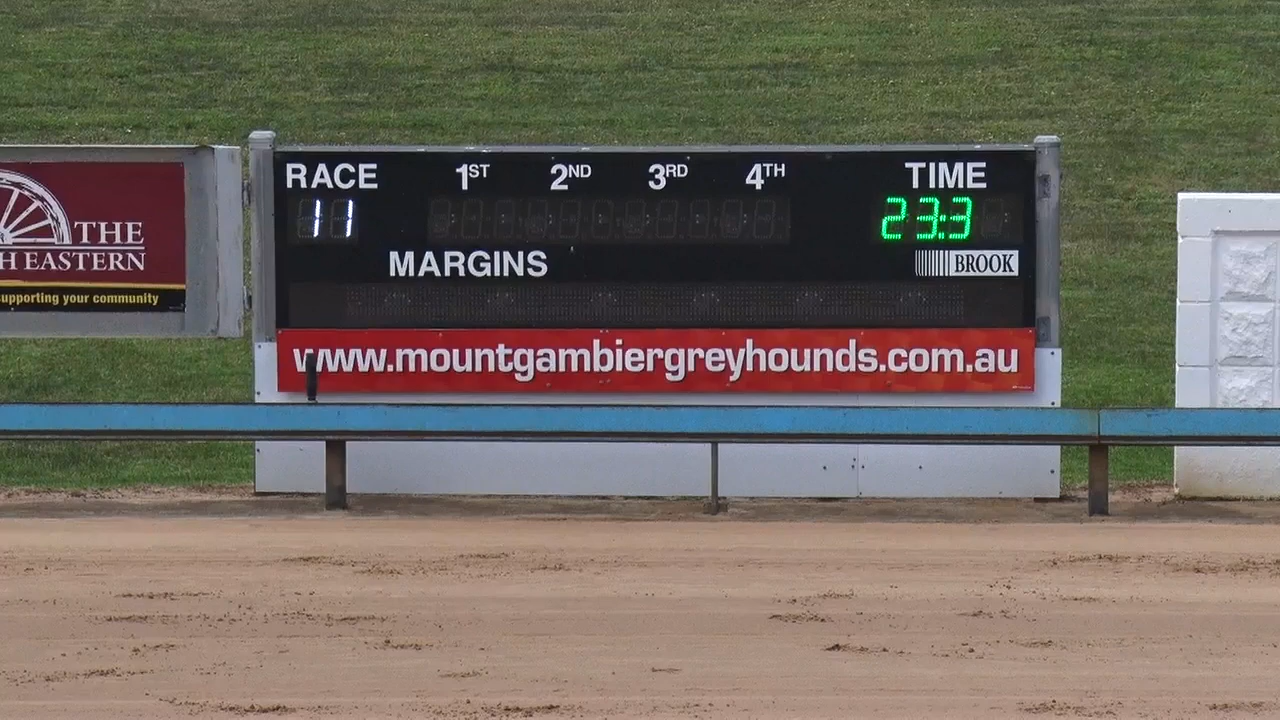 THE
H EASTERN
supporting your community
RACE 1ST 2ND 3RD 4TH TIME
11 23:3
MARGINS
BROOK
www.mountgambiergreyhounds.com.au